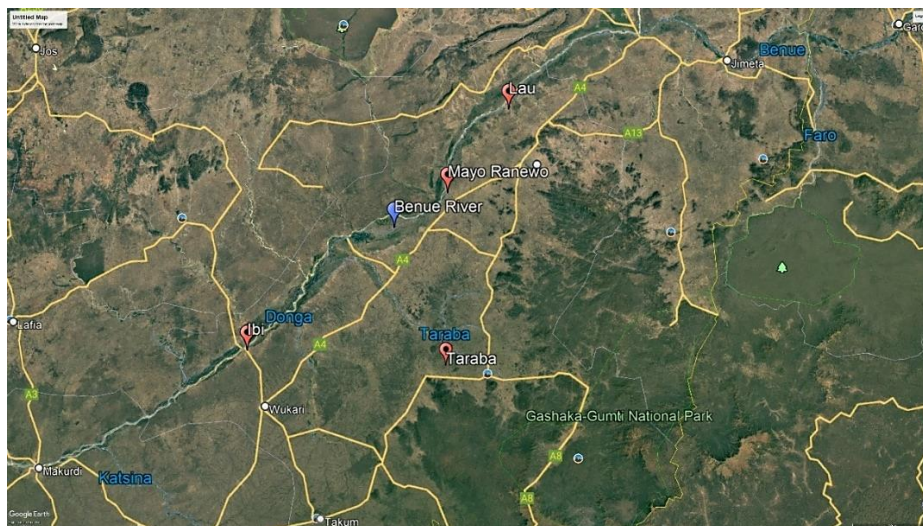 Untitled Map
Jos
Garo
Benue
Jimeta
Lau
A4
A13
Faro
Mayo Ranewo
Benue River
A4
Donga
Ibi
Lafia
A4
Taraba
Taraba
A3
Wukari
Gashaka-Gumti National Park
A8
Makurdi
Katsina
A8
Takum
Google Earth